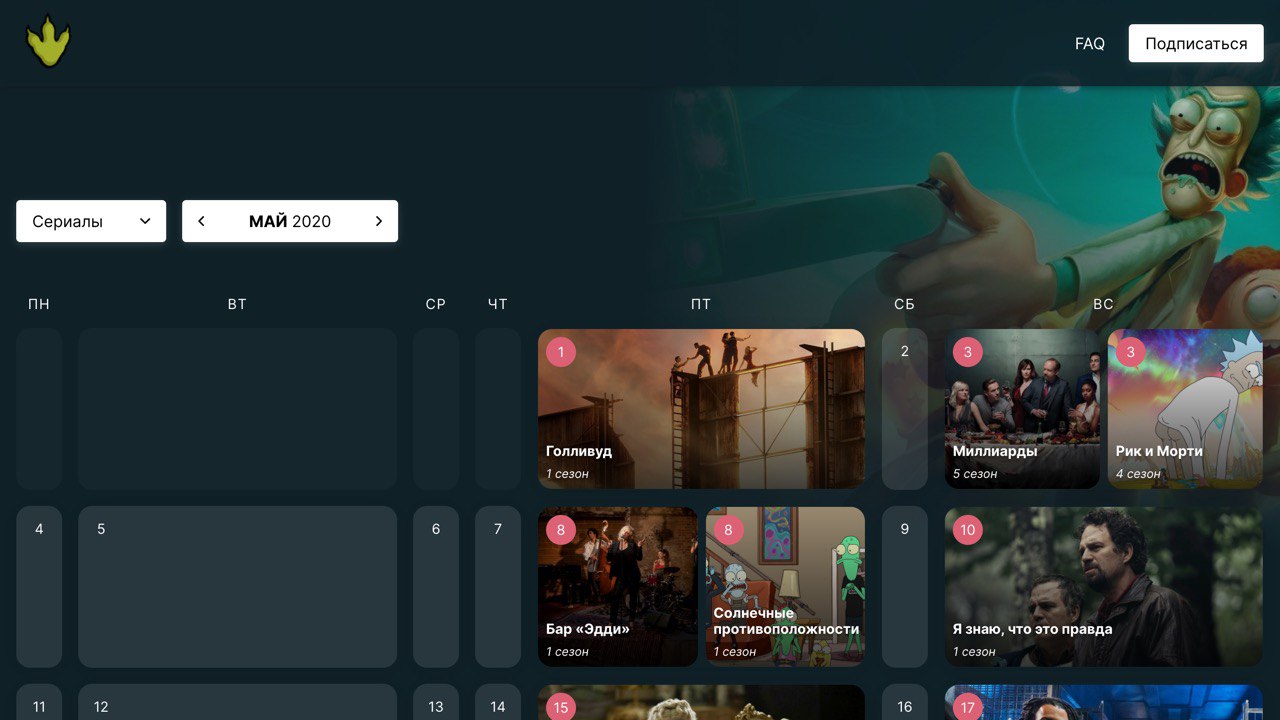 FAQ
Подписаться
Сериалы
МАЙ 2020
ПН ВТ СР ЧТ ПТ СБ ВС
1
Голливуд
1 сезон
2
3
Миллиарды
5 сезон
3
Рик и Морти
4 сезон
4
5
6
7
8
Бар «Эдди»
1 сезон
8
Солнечные
противоположности
1 сезон
9
10
Я знаю, что это правда
1 сезон
11
12
13
14
15
16
17